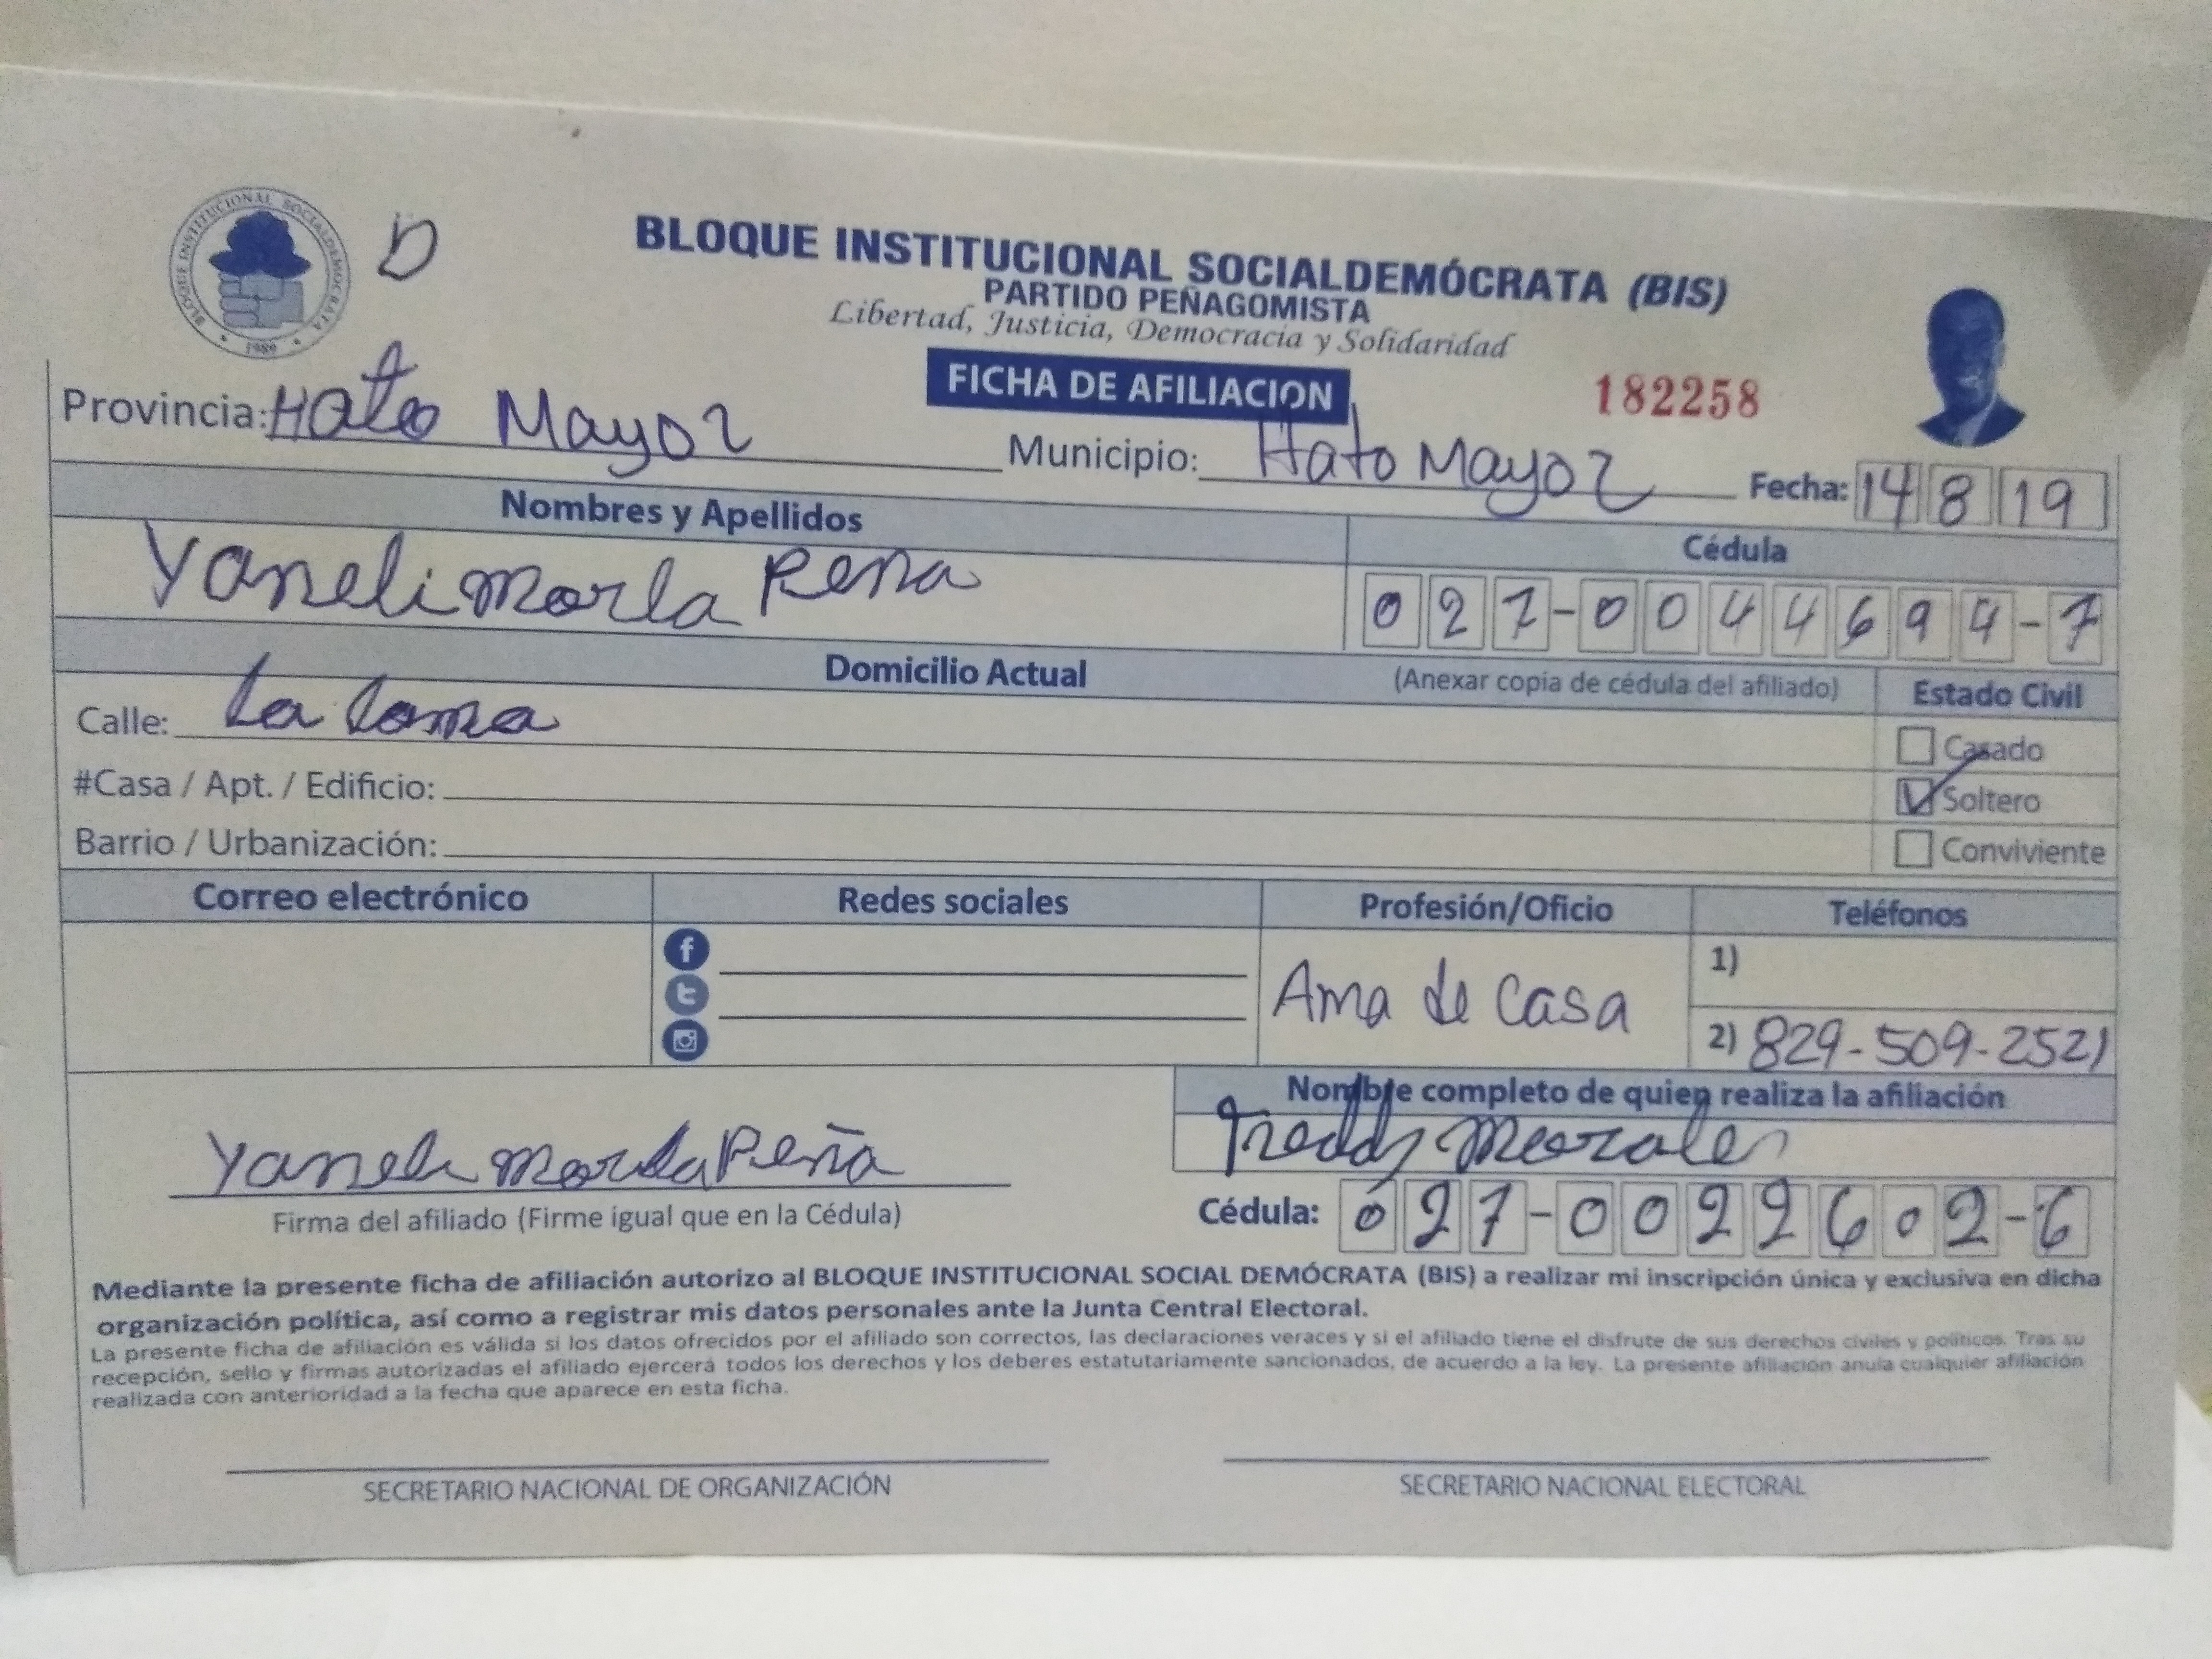 BLOQUE INSTITUCIONAL SOCIALDEMOCRATA
1989
D
BLOQUE INSTITUCIONAL SOCIALDEMÓCRATA (BIS)
PARTIDO PEÑAGOMISTA
Libertad, Justicia, Democracia y Solidaridad
FICHA DE AFILIACION
182258
Provincia: Hato Mayor Municipio: Hato Mayor Fecha: 14 8 19
Nombres y Apellidos Cédula
Yaneli morla Peña 027-0044694-7
Domicilio Actual (Anexar copia de cédula del afiliado) Estado Civil
Calle: La Loma
Casado
#Casa / Apt. / Edificio:
Soltero
Barrio / Urbanización:
Conviviente
Correo electrónico Redes sociales Profesión/Oficio Teléfonos
1)
Ama de Casa
2) 829-509-2521
Nombre completo de quien realiza la afiliación
Freddy Morales
Yaneli morla Peña
Cédula: 027-0022602-6
Firma del afiliado (Firme igual que en la Cédula)
Mediante la presente ficha de afiliación autorizo al BLOQUE INSTITUCIONAL SOCIAL DEMÓCRATA (BIS) a realizar mi inscripción única y exclusiva en dicha
organización política, así como a registrar mis datos personales ante la Junta Central Electoral.
La presente ficha de afiliación es válida si los datos ofrecidos por el afiliado son correctos, las declaraciones veraces y si el afiliado tiene el disfrute de sus derechos civiles y políticos. Tras su
recepción, sello y firmas autorizadas el afiliado ejercerá todos los derechos y los deberes estatutariamente sancionados, de acuerdo a la ley. La presente afiliación anula cualquier afiliación
realizada con anterioridad a la fecha que aparece en esta ficha.
SECRETARIO NACIONAL DE ORGANIZACIÓN SECRETARIO NACIONAL ELECTORAL